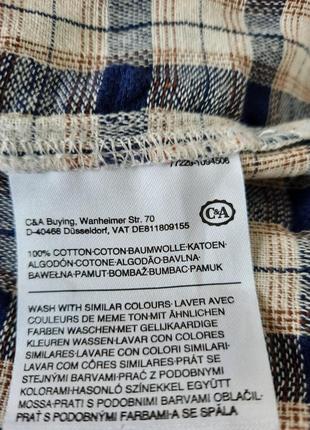 77229-1094506
C&A Buying, Wanheimer Str. 70
D-40468 Düsseldorf, VAT DE811809155
C&A
100% COTTON-COTON-BAUMWOLLE-KATOEN-
ALGODÓN-COTONE-ALGODÃO-BAVLNA-
BAWEŁNA-PAMUT-BOMBAŽ-BUMBAC-PAMUK
WASH WITH SIMILAR COLOURS·LAVER AVEC
COULEURS DE MEME TON·MIT ÄHNLICHEN
FARBEN WASCHEN·MET GELIJKAARDIGE
KLEUREN WASSEN·LAVAR CON COLORES
SIMILARES·LAVARE CON COLORI SIMILI·
LAVAR COM CÔRES SIMILARES·PRÁT SE
STEJNÝMI BARVAMI·PRAĆ Z PODOBNYMI
KOLORAMI·HASONLÓ SZÍNEKKEL EGYÜTT
MOSSA·PRATI S PODOBNIMI BARVAMI OBLAČIL·
PRAŤ S PODOBNÝMI FARBAMI·A SE SPĂLA